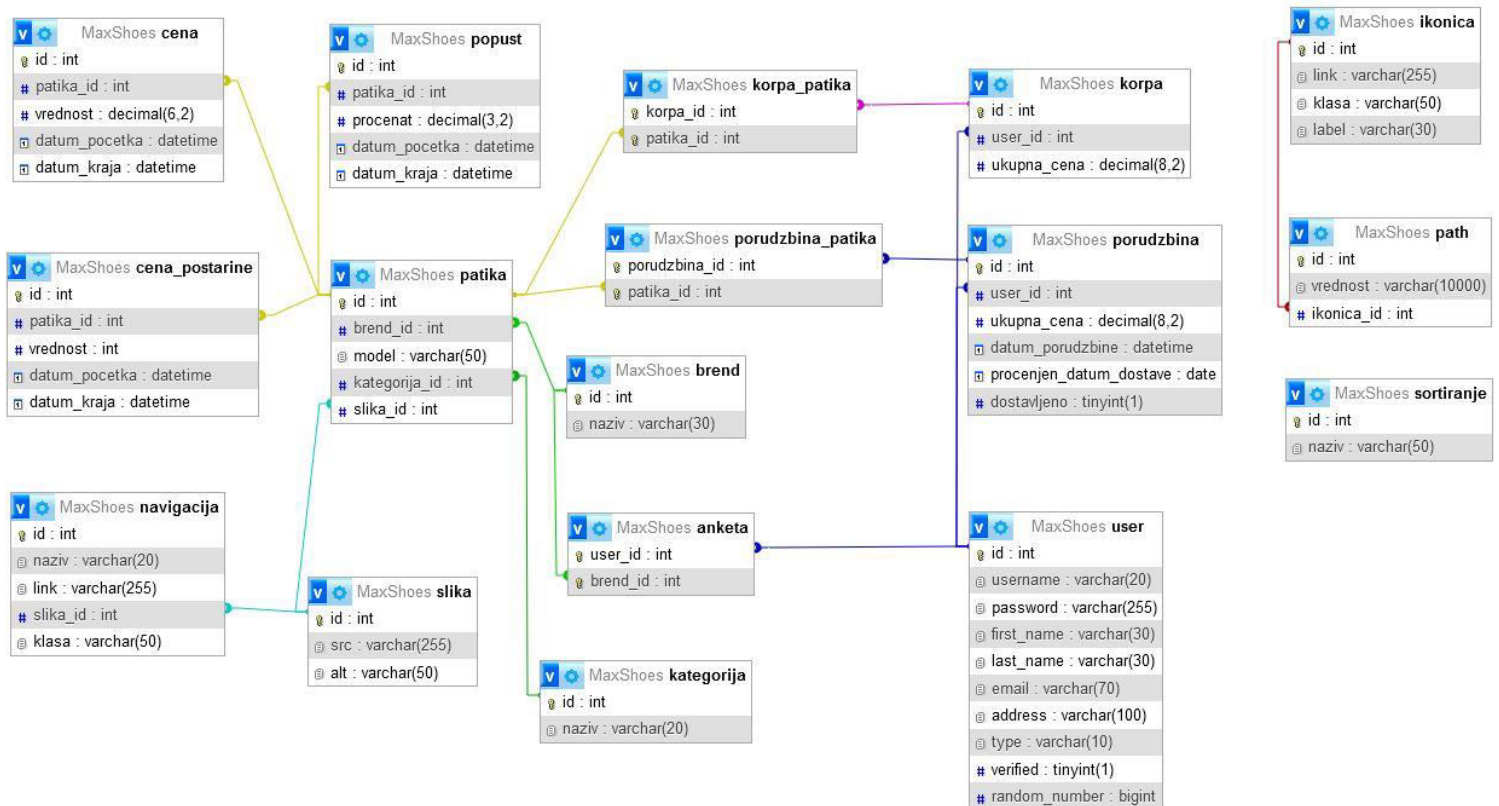 MaxShoes cena
id : int
patika_id : int
vrednost : decimal(6,2)
datum_pocetka : datetime
datum_kraja : datetime
MaxShoes popust
id : int
patika_id : int
procenat : decimal(3,2)
datum_pocetka : datetime
datum_kraja : datetime
MaxShoes korpa_patika
korpa_id : int
patika_id : int
MaxShoes korpa
id : int
user_id : int
ukupna_cena : decimal(8,2)
MaxShoes ikonica
id : int
link : varchar(255)
klasa : varchar(50)
label : varchar(30)
MaxShoes cena_postarine
id : int
patika_id : int
vrednost : int
datum_pocetka : datetime
datum_kraja : datetime
MaxShoes patika
id : int
brend_id : int
model : varchar(50)
kategorija_id : int
slika_id : int
MaxShoes porudzbina_patika
porudzbina_id : int
patika_id : int
MaxShoes porudzbina
id : int
user_id : int
ukupna_cena : decimal(8,2)
datum_porudzbine : datetime
procenjen_datum_dostave : date
dostavljeno : tinyint(1)
MaxShoes path
id : int
vrednost : varchar(10000)
ikonica_id : int
MaxShoes brend
id : int
naziv : varchar(30)
MaxShoes sortiranje
id : int
naziv : varchar(50)
MaxShoes navigacija
id : int
naziv : varchar(20)
link : varchar(255)
slika_id : int
klasa : varchar(50)
MaxShoes slika
id : int
src : varchar(255)
alt : varchar(50)
MaxShoes anketa
user_id : int
brend_id : int
MaxShoes kategorija
id : int
naziv : varchar(20)
MaxShoes user
id : int
username : varchar(20)
password : varchar(255)
first_name : varchar(30)
last_name : varchar(30)
email : varchar(70)
address : varchar(100)
type : varchar(10)
verified : tinyint(1)
random_number : bigint